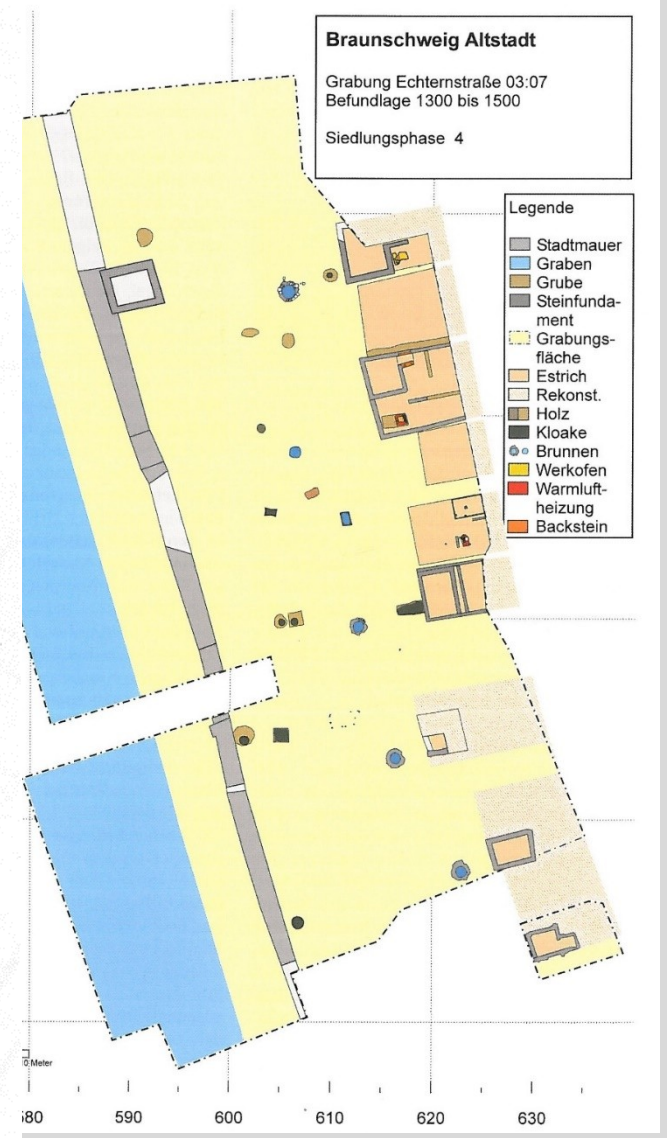 Braunschweig Altstadt
Grabung Echternstraße 03:07
Befundlage 1300 bis 1500
Siedlungsphase 4
Legende
Stadtmauer
Graben
Grube
Steinfunda-
ment
Grabungs-
fläche
Estrich
Rekonst.
Holz
Kloake
Brunnen
Werkofen
Warmluft-
heizung
Backstein
0 Meter
580 590 600 610 620 630